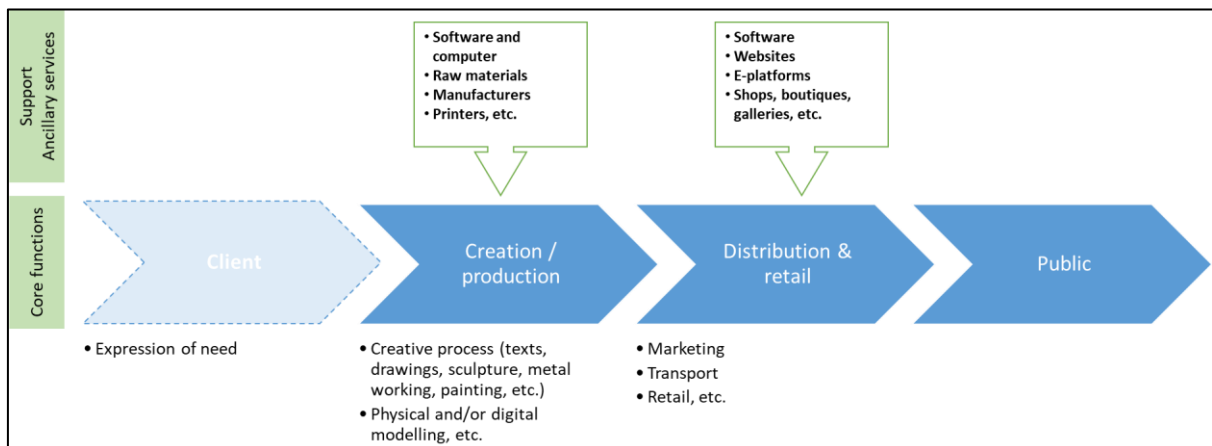 Support
Ancillary services
• Software and
computer
• Raw materials
• Manufacturers
• Printers, etc.
• Software
• Websites
• E-platforms
• Shops, boutiques,
galleries, etc.
Core functions
Client
Creation /
production
Distribution &
retail
Public
• Expression of need
• Creative process (texts,
drawings, sculpture, metal
working, painting, etc.)
• Physical and/or digital
modelling, etc.
• Marketing
• Transport
• Retail, etc.